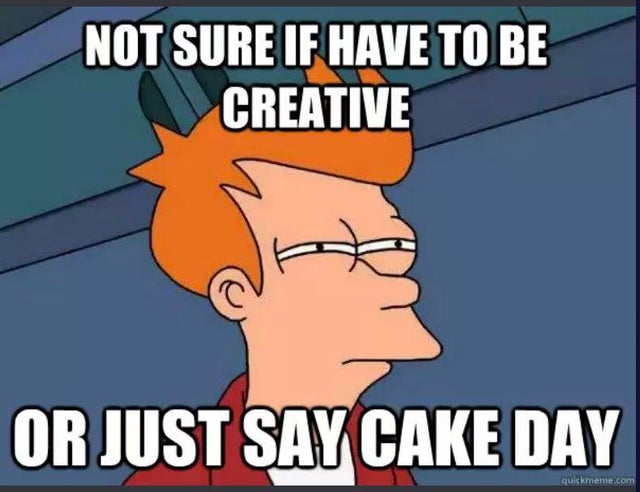 NOT SURE IF HAVE TO BE
CREATIVE
OR JUST SAY CAKE DAY
quickmeme.com